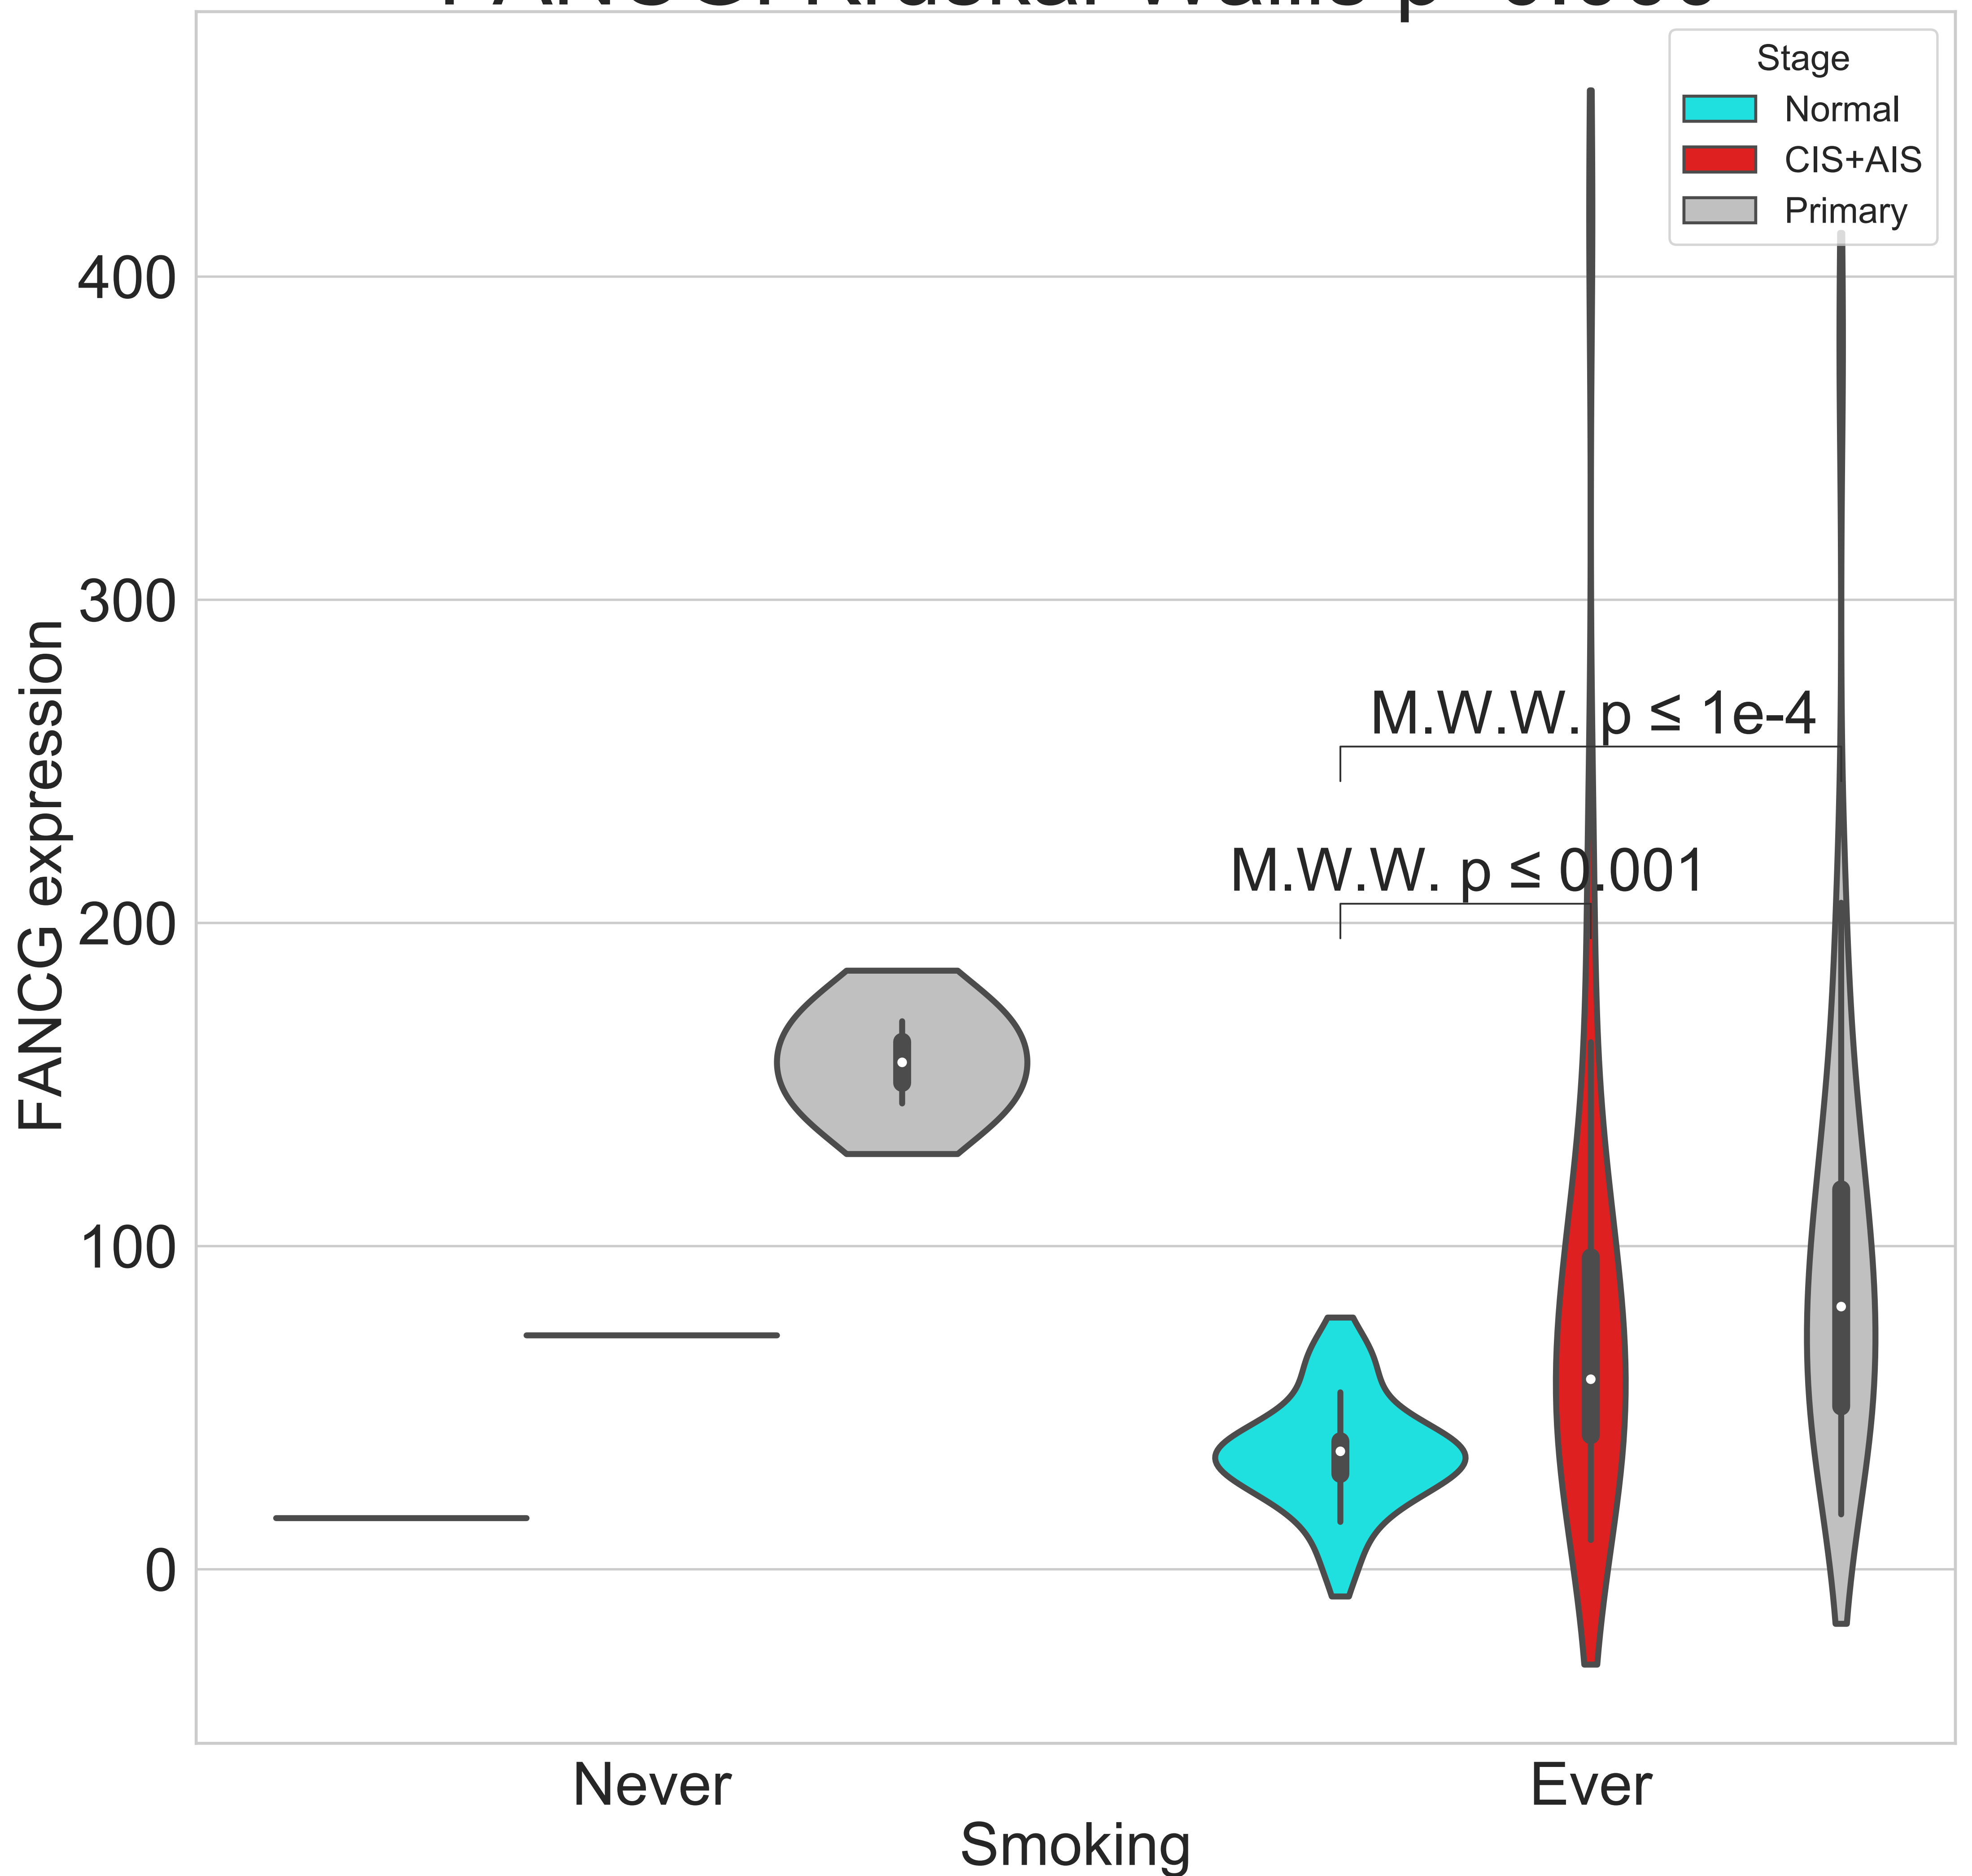 Stage
Normal
CIS+AIS
Primary
400
300
200
100
0
FANCG expression
M.W.W. p ≤ 1e-4
M.W.W. p ≤ 0.001
Never
Ever
Smoking